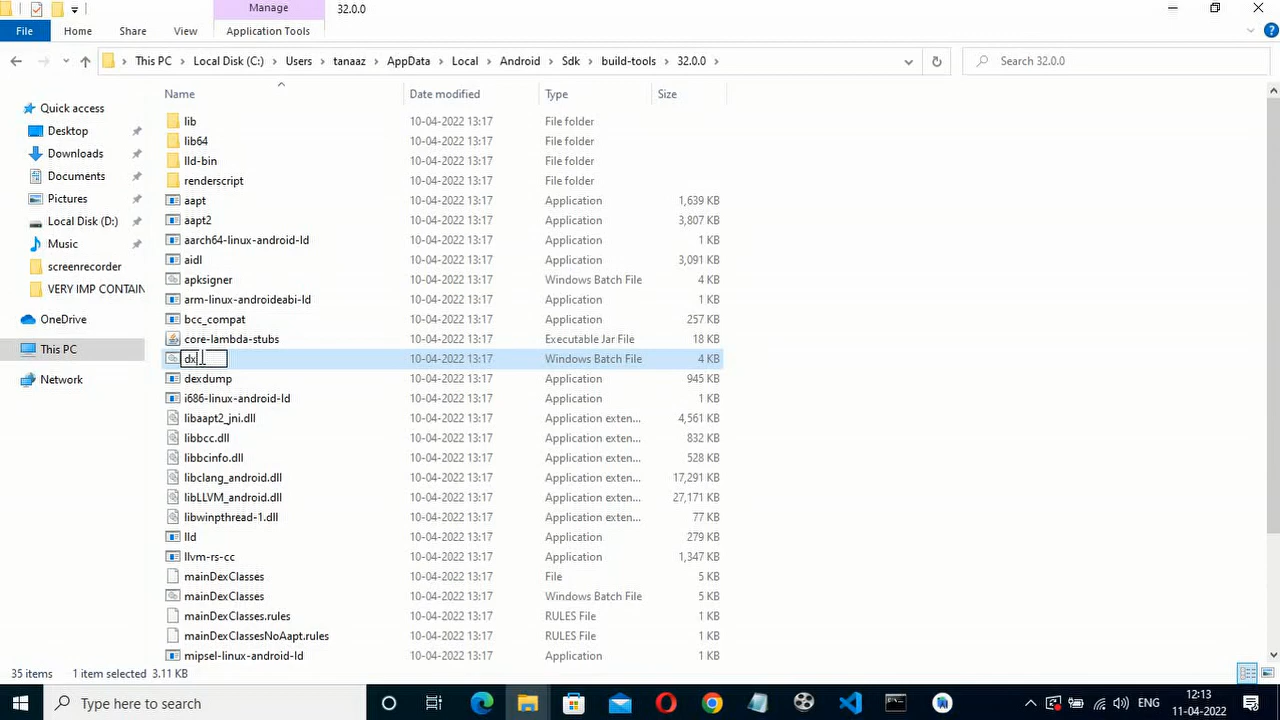 Manage
32.0.0
File Home Share View Application Tools
This PC Local Disk (C:) Users tanaaz AppData Local Android Sdk build-tools 32.0.0 Search 32.0.0
Name Date modified Type Size
Quick access
Desktop
Downloads
Documents
Pictures
Local Disk (D:)
Music
screenrecorder
VERY IMP CONTAIN
OneDrive
This PC
Network
lib 10-04-2022 13:17 File folder
lib64 10-04-2022 13:17 File folder
lld-bin 10-04-2022 13:17 File folder
renderscript 10-04-2022 13:17 File folder
aapt 10-04-2022 13:17 Application 1,639 KB
aapt2 10-04-2022 13:17 Application 3,807 KB
aarch64-linux-android-ld 10-04-2022 13:17 Application 1 KB
aidl 10-04-2022 13:17 Application 3,091 KB
apksigner 10-04-2022 13:17 Windows Batch File 4 KB
arm-linux-androideabi-ld 10-04-2022 13:17 Application 1 KB
bcc_compat 10-04-2022 13:17 Application 257 KB
core-lambda-stubs 10-04-2022 13:17 Executable Jar File 18 KB
dx 10-04-2022 13:17 Windows Batch File 4 KB
dexdump 10-04-2022 13:17 Application 945 KB
i686-linux-android-ld 10-04-2022 13:17 Application 1 KB
libaapt2_jni.dll 10-04-2022 13:17 Application exten... 4,561 KB
libbcc.dll 10-04-2022 13:17 Application exten... 832 KB
libbcinfo.dll 10-04-2022 13:17 Application exten... 528 KB
libclang_android.dll 10-04-2022 13:17 Application exten... 17,291 KB
libLLVM_android.dll 10-04-2022 13:17 Application exten... 27,171 KB
libwinpthread-1.dll 10-04-2022 13:17 Application exten... 77 KB
lld 10-04-2022 13:17 Application 279 KB
llvm-rs-cc 10-04-2022 13:17 Application 1,347 KB
mainDexClasses 10-04-2022 13:17 File 5 KB
mainDexClasses 10-04-2022 13:17 Windows Batch File 5 KB
mainDexClasses.rules 10-04-2022 13:17 RULES File 1 KB
mainDexClassesNoAapt.rules 10-04-2022 13:17 RULES File 1 KB
mipsel-linux-android-ld 10-04-2022 13:17 Application 1 KB
35 items 1 item selected 3.11 KB
Type here to search
ENG
12:13
11-04-2022